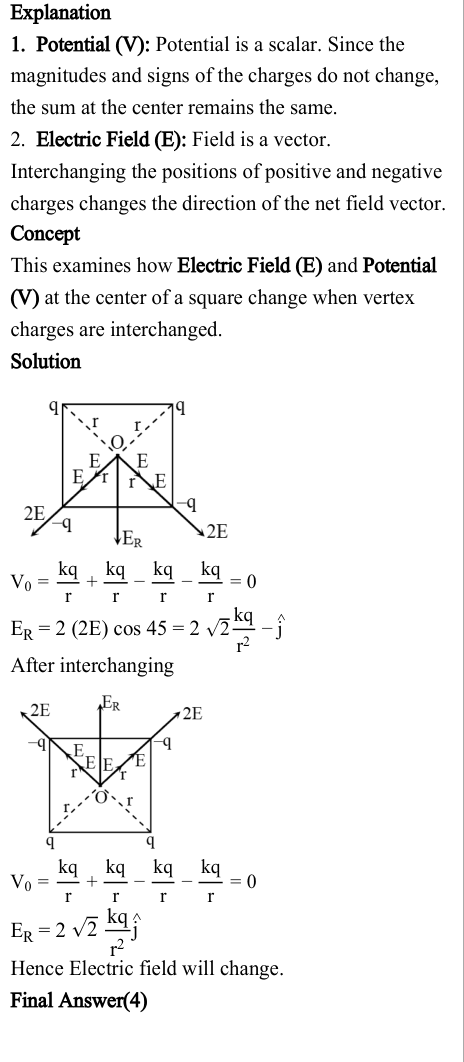 Explanation
1. Potential (V): Potential is a scalar. Since the
magnitudes and signs of the charges do not change,
the sum at the center remains the same.
2. Electric Field (E): Field is a vector.
Interchanging the positions of positive and negative
charges changes the direction of the net field vector.
Concept
This examines how Electric Field (E) and Potential
(V) at the center of a square change when vertex
charges are interchanged.
Solution
q q
r r
O
E E
E r r E
2E -q -q
E_R 2E
V₀ = kq/r + kq/r − kq/r − kq/r = 0
E_R = 2 (2E) cos 45 = 2 √2 kq/r² − ĵ
After interchanging
2E E_R 2E
-q -q
E E E E
r r
O
r r
q q
V₀ = kq/r + kq/r − kq/r − kq/r = 0
E_R = 2 √2 kq/r² ĵ
Hence Electric field will change.
Final Answer(4)